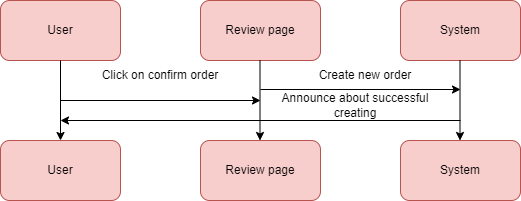 User
Review page
System
Click on confirm order
Create new order
Announce about successful
creating
User
Review page
System